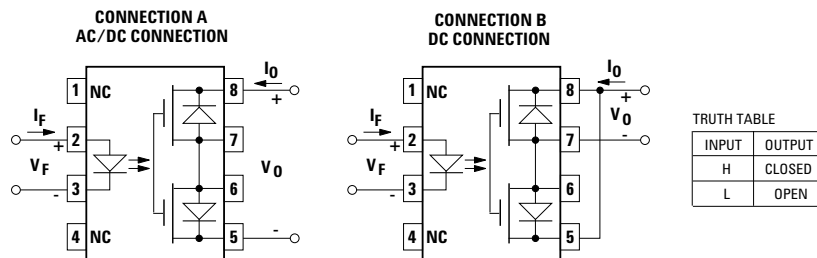 CONNECTION A
AC/DC CONNECTION
1 NC
2
3
4 NC
8
7
6
5
I_F
+
V_F
-
I_O
+
V_O
-
CONNECTION B
DC CONNECTION
1 NC
2
3
4 NC
8
7
6
5
I_F
+
V_F
-
I_O
+
V_O
-
TRUTH TABLE
INPUT OUTPUT
H CLOSED
L OPEN